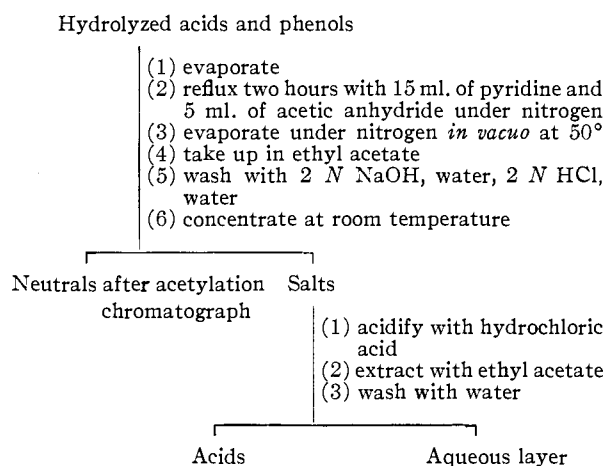 Hydrolyzed acids and phenols
(1) evaporate
(2) reflux two hours with 15 ml. of pyridine and
5 ml. of acetic anhydride under nitrogen
(3) evaporate under nitrogen in vacuo at 50°
(4) take up in ethyl acetate
(5) wash with 2 N NaOH, water, 2 N HCl,
water
(6) concentrate at room temperature
Neutrals after acetylation
chromatograph
Salts
(1) acidify with hydrochloric
acid
(2) extract with ethyl acetate
(3) wash with water
Acids
Aqueous layer